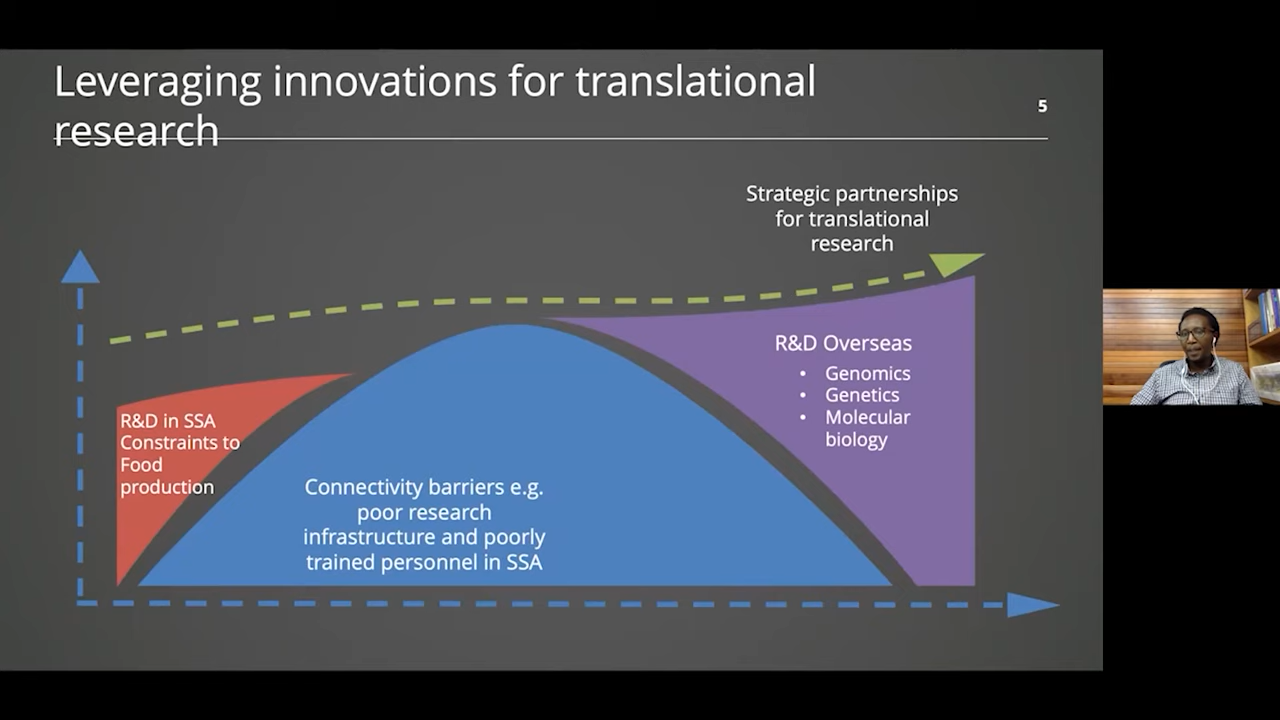 Leveraging innovations for translational
research
5
Strategic partnerships
for translational
research
R&D in SSA
Constraints to
Food
production
Connectivity barriers e.g.
poor research
infrastructure and poorly
trained personnel in SSA
R&D Overseas
• Genomics
• Genetics
• Molecular
biology